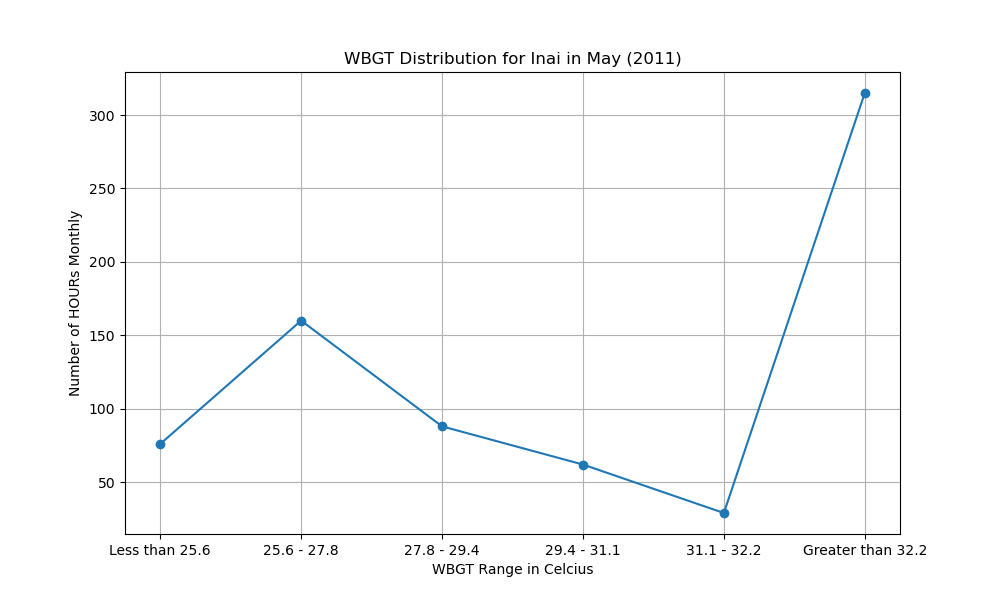 WBGT Distribution for Inai in May (2011)
Number of HOURs Monthly
300
250
200
150
100
50
Less than 25.6
25.6 - 27.8
27.8 - 29.4
29.4 - 31.1
31.1 - 32.2
Greater than 32.2
WBGT Range in Celcius